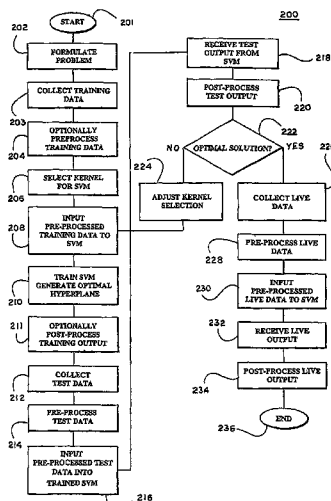 200
START
201
202
FORMULATE
PROBLEM
COLLECT TRAINING
DATA
203
OPTIONALLY
PREPROCESS
TRAINING DATA
204
SELECT KERNEL
FOR SVM
206
INPUT
PRE-PROCESSED
TRAINING DATA TO
SVM
208
TRAIN SVM
GENERATE OPTIMAL
HYPERPLANE
210
OPTIONALLY
POST-PROCESS
TRAINING OUTPUT
211
COLLECT
TEST DATA
212
PRE-PROCESS
TEST DATA
214
INPUT
PRE-PROCESSED TEST
DATA INTO
TRAINED SVM
216
RECEIVE TEST
OUTPUT FROM
SVM
218
POST-PROCESS
TEST OUTPUT
220
OPTIMAL SOLUTION?
222
NO
YES
224
ADJUST KERNEL
SELECTION
COLLECT LIVE
DATA
PRE-PROCESS LIVE
DATA
228
230
INPUT
PRE-PROCESSED
LIVE DATA TO SVM
232
RECEIVE LIVE
OUTPUT
POST-PROCESS
LIVE OUTPUT
234
END
236